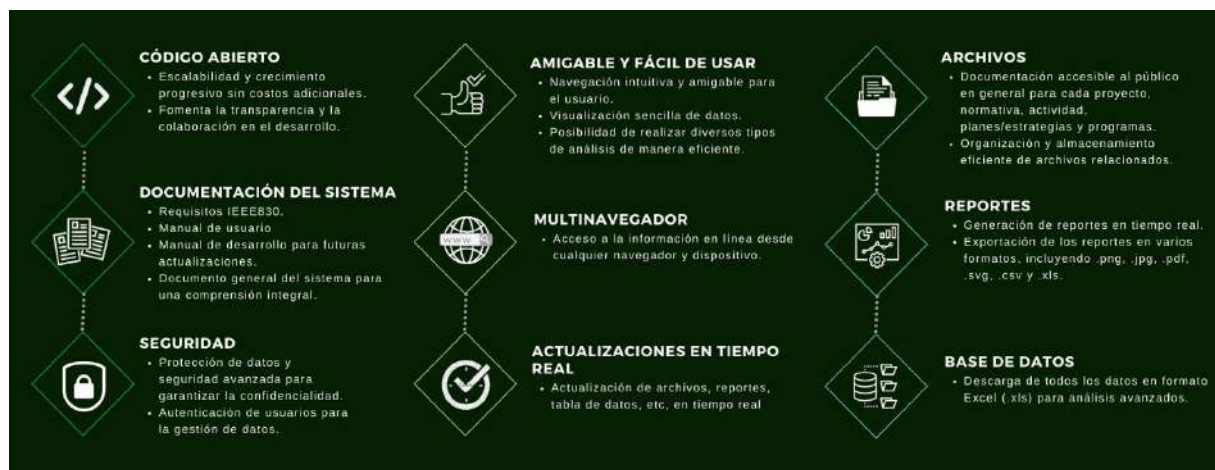 CÓDIGO ABIERTO
• Escalabilidad y crecimiento
progresivo sin costos adicionales.
• Fomenta la transparencia y la
colaboración en el desarrollo.
DOCUMENTACIÓN DEL SISTEMA
• Requisitos IEEE830.
• Manual de usuario
• Manual de desarrollo para futuras
actualizaciones.
• Documento general del sistema para
una comprensión integral.
SEGURIDAD
• Protección de datos y
seguridad avanzada para
garantizar la confidencialidad.
• Autenticación de usuarios para
la gestión de datos.
AMIGABLE Y FÁCIL DE USAR
• Navegación intuitiva y amigable para
el usuario.
• Visualización sencilla de datos.
• Posibilidad de realizar diversos tipos
de análisis de manera eficiente.
www
MULTINAVEGADOR
• Acceso a la información en línea desde
cualquier navegador y dispositivo.
ACTUALIZACIONES EN TIEMPO
REAL
• Actualización de archivos, reportes,
tabla de datos, etc, en tiempo real
ARCHIVOS
• Documentación accesible al público
en general para cada proyecto,
normativa, actividad,
planes/estrategias y programas.
• Organización y almacenamiento
eficiente de archivos relacionados.
REPORTES
• Generación de reportes en tiempo real.
• Exportación de los reportes en varios
formatos, incluyendo .png, .jpg, .pdf,
.svg, .csv y .xls.
BASE DE DATOS
• Descarga de todos los datos en formato
Excel (.xls) para análisis avanzados.